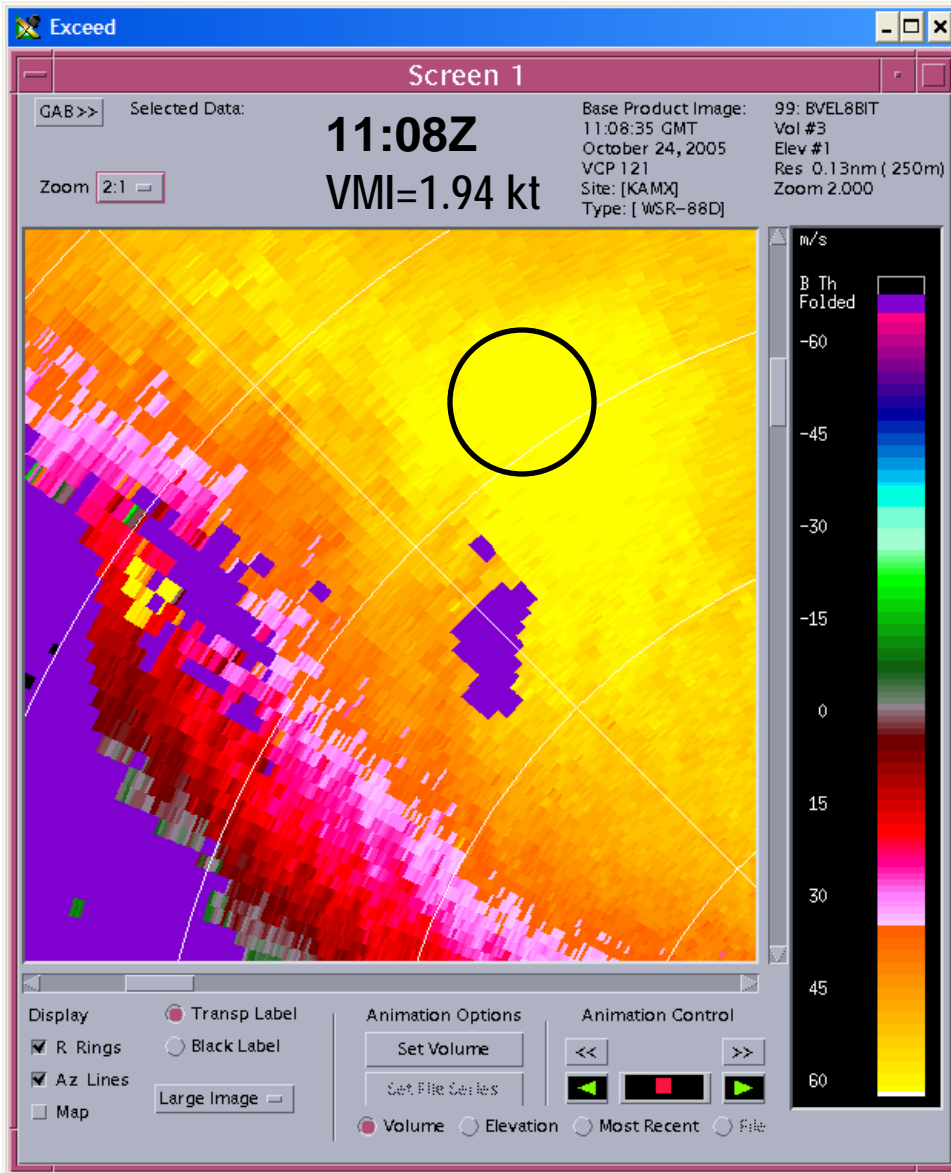 Exceed
Screen 1
GAB>> Selected Data:
11:08Z
VMI=1.94 kt
Zoom 2:1
Base Product Image:
11:08:35 GMT
October 24, 2005
VCP 121
Site: [KAMX]
Type: [ WSR-88D]
99: BVEL8BIT
Vol #3
Elev #1
Res 0.13nm ( 250m)
Zoom 2.000
m/s
B Th
Folded
-60
-45
-30
-15
0
15
30
45
60
Display
R Rings
Az Lines
Map
Transp Label
Black Label
Large Image
Animation Options
Set Volume
Set File Series
Animation Control
<< >>
Volume Elevation Most Recent File